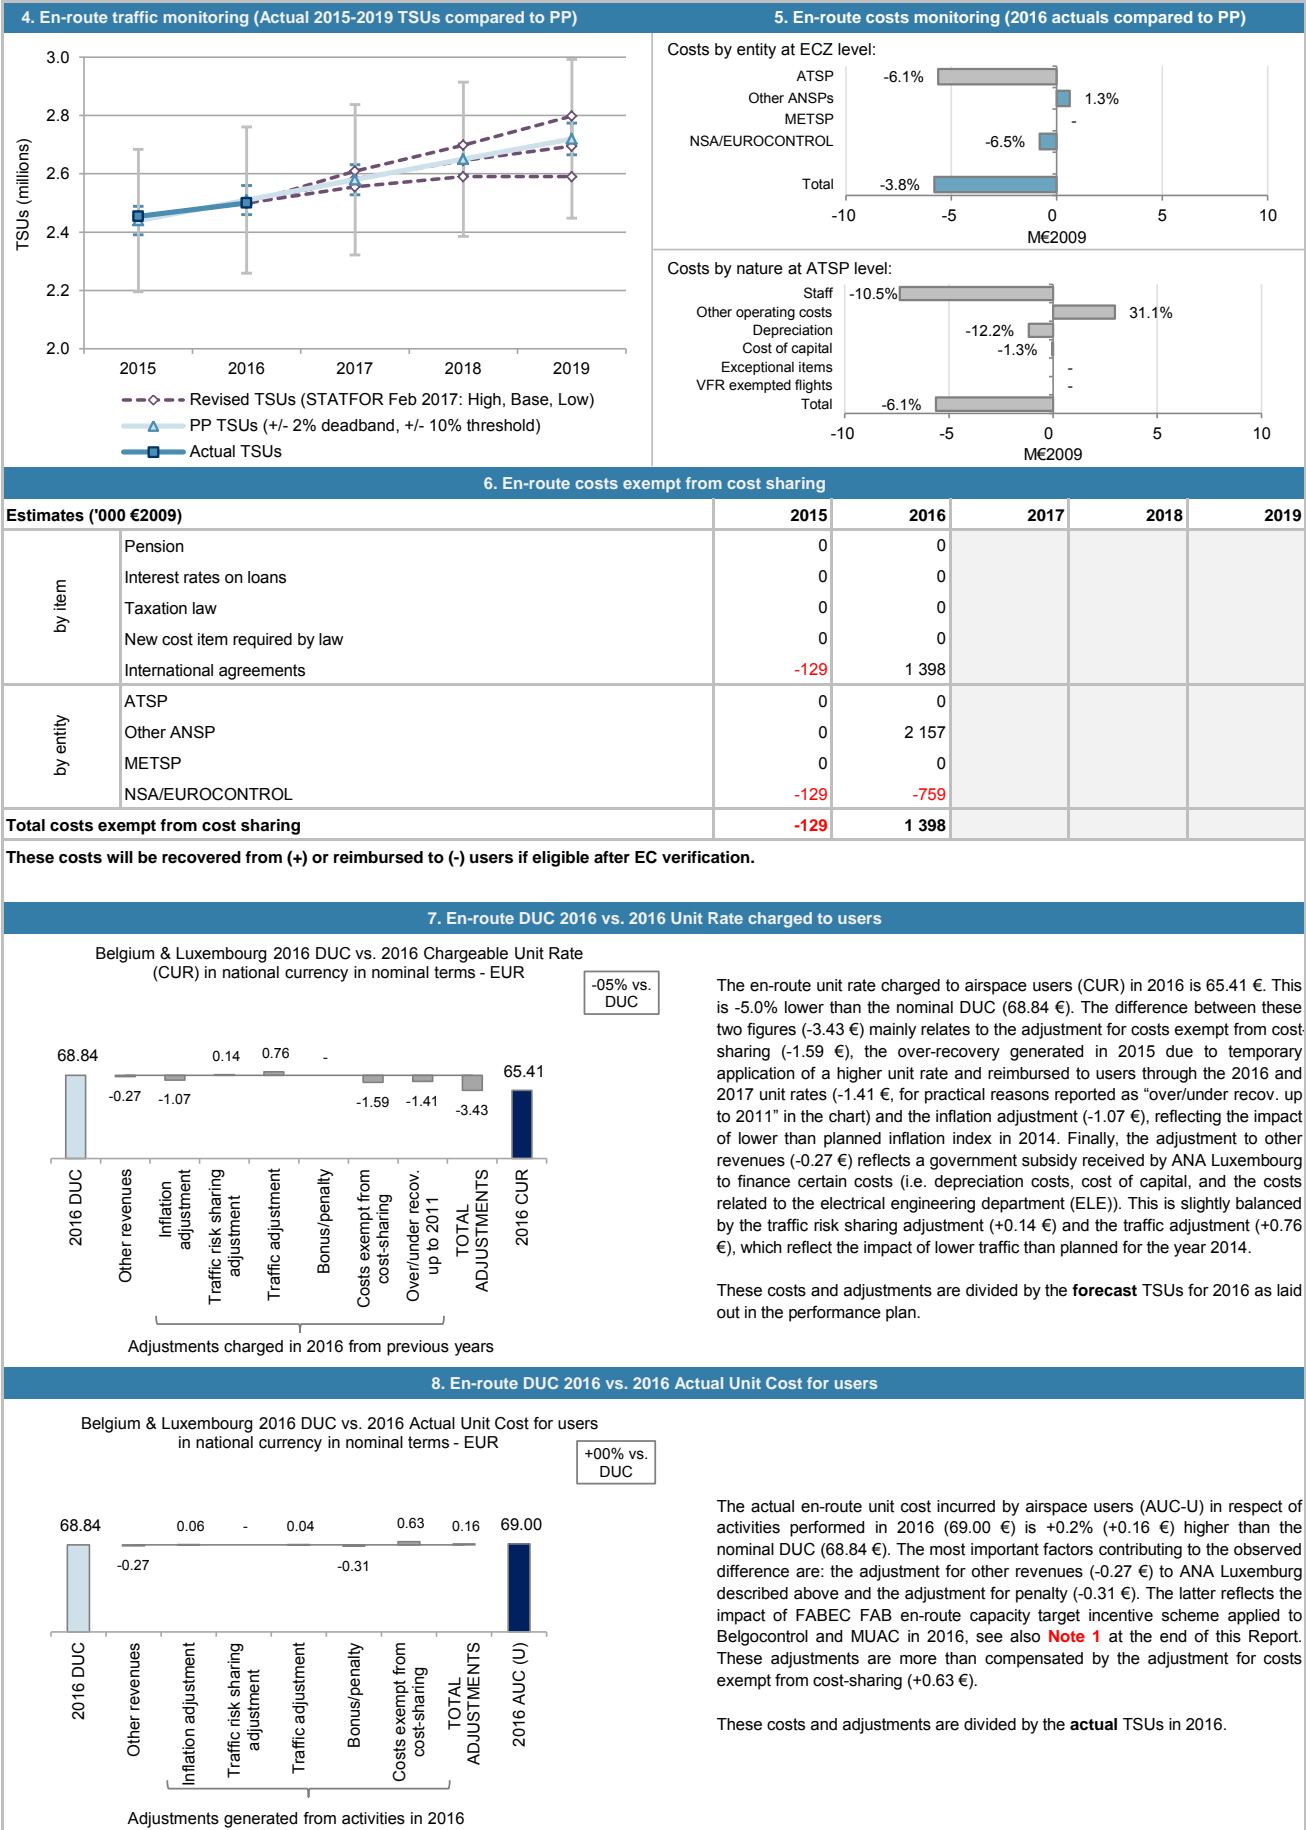 4. En-route traffic monitoring (Actual 2015-2019 TSUs compared to PP)
3.0
2.8
2.6
2.4
2.2
2.0
TSUs (millions)
2015 2016 2017 2018 2019
Revised TSUs (STATFOR Feb 2017: High, Base, Low)
PP TSUs (+/- 2% deadband, +/- 10% threshold)
Actual TSUs
5. En-route costs monitoring (2016 actuals compared to PP)
Costs by entity at ECZ level:
ATSP -6.1%
Other ANSPs 1.3%
METSP -
NSA/EUROCONTROL -6.5%
Total -3.8%
-10 -5 0 5 10
M€2009
Costs by nature at ATSP level:
Staff -10.5%
Other operating costs 31.1%
Depreciation -12.2%
Cost of capital -1.3%
Exceptional items -
VFR exempted flights -
Total -6.1%
-10 -5 0 5 10
M€2009
6. En-route costs exempt from cost sharing
Estimates ('000 €2009) 2015 2016 2017 2018 2019
by item
Pension 0 0
Interest rates on loans 0 0
Taxation law 0 0
New cost item required by law 0 0
International agreements -129 1 398
by entity
ATSP 0 0
Other ANSP 0 2 157
METSP 0 0
NSA/EUROCONTROL -129 -759
Total costs exempt from cost sharing -129 1 398
These costs will be recovered from (+) or reimbursed to (-) users if eligible after EC verification.
7. En-route DUC 2016 vs. 2016 Unit Rate charged to users
Belgium & Luxembourg 2016 DUC vs. 2016 Chargeable Unit Rate
(CUR) in national currency in nominal terms - EUR
-05% vs.
DUC
68.84 -0.27 -1.07 0.14 0.76 - -1.59 -1.41 -3.43 65.41
2016 DUC
Other revenues
Inflation
adjustment
Traffic risk sharing
adjustment
Traffic adjustment
Bonus/penalty
Costs exempt from
cost-sharing
Over/under recov.
up to 2011
TOTAL
ADJUSTMENTS
2016 CUR
Adjustments charged in 2016 from previous years
The en-route unit rate charged to airspace users (CUR) in 2016 is 65.41 €. This
is -5.0% lower than the nominal DUC (68.84 €). The difference between these
two figures (-3.43 €) mainly relates to the adjustment for costs exempt from cost-
sharing (-1.59 €), the over-recovery generated in 2015 due to temporary
application of a higher unit rate and reimbursed to users through the 2016 and
2017 unit rates (-1.41 €, for practical reasons reported as “over/under recov. up
to 2011” in the chart) and the inflation adjustment (-1.07 €), reflecting the impact
of lower than planned inflation index in 2014. Finally, the adjustment to other
revenues (-0.27 €) reflects a government subsidy received by ANA Luxembourg
to finance certain costs (i.e. depreciation costs, cost of capital, and the costs
related to the electrical engineering department (ELE)). This is slightly balanced
by the traffic risk sharing adjustment (+0.14 €) and the traffic adjustment (+0.76
€), which reflect the impact of lower traffic than planned for the year 2014.
These costs and adjustments are divided by the forecast TSUs for 2016 as laid
out in the performance plan.
8. En-route DUC 2016 vs. 2016 Actual Unit Cost for users
Belgium & Luxembourg 2016 DUC vs. 2016 Actual Unit Cost for users
in national currency in nominal terms - EUR
+00% vs.
DUC
68.84 -0.27 0.06 - 0.04 -0.31 0.63 0.16 69.00
2016 DUC
Other revenues
Inflation adjustment
Traffic risk sharing
adjustment
Traffic adjustment
Bonus/penalty
Costs exempt from
cost-sharing
TOTAL
ADJUSTMENTS
2016 AUC (U)
Adjustments generated from activities in 2016
The actual en-route unit cost incurred by airspace users (AUC-U) in respect of
activities performed in 2016 (69.00 €) is +0.2% (+0.16 €) higher than the
nominal DUC (68.84 €). The most important factors contributing to the observed
difference are: the adjustment for other revenues (-0.27 €) to ANA Luxemburg
described above and the adjustment for penalty (-0.31 €). The latter reflects the
impact of FABEC FAB en-route capacity target incentive scheme applied to
Belgocontrol and MUAC in 2016, see also Note 1 at the end of this Report.
These adjustments are more than compensated by the adjustment for costs
exempt from cost-sharing (+0.63 €).
These costs and adjustments are divided by the actual TSUs in 2016.